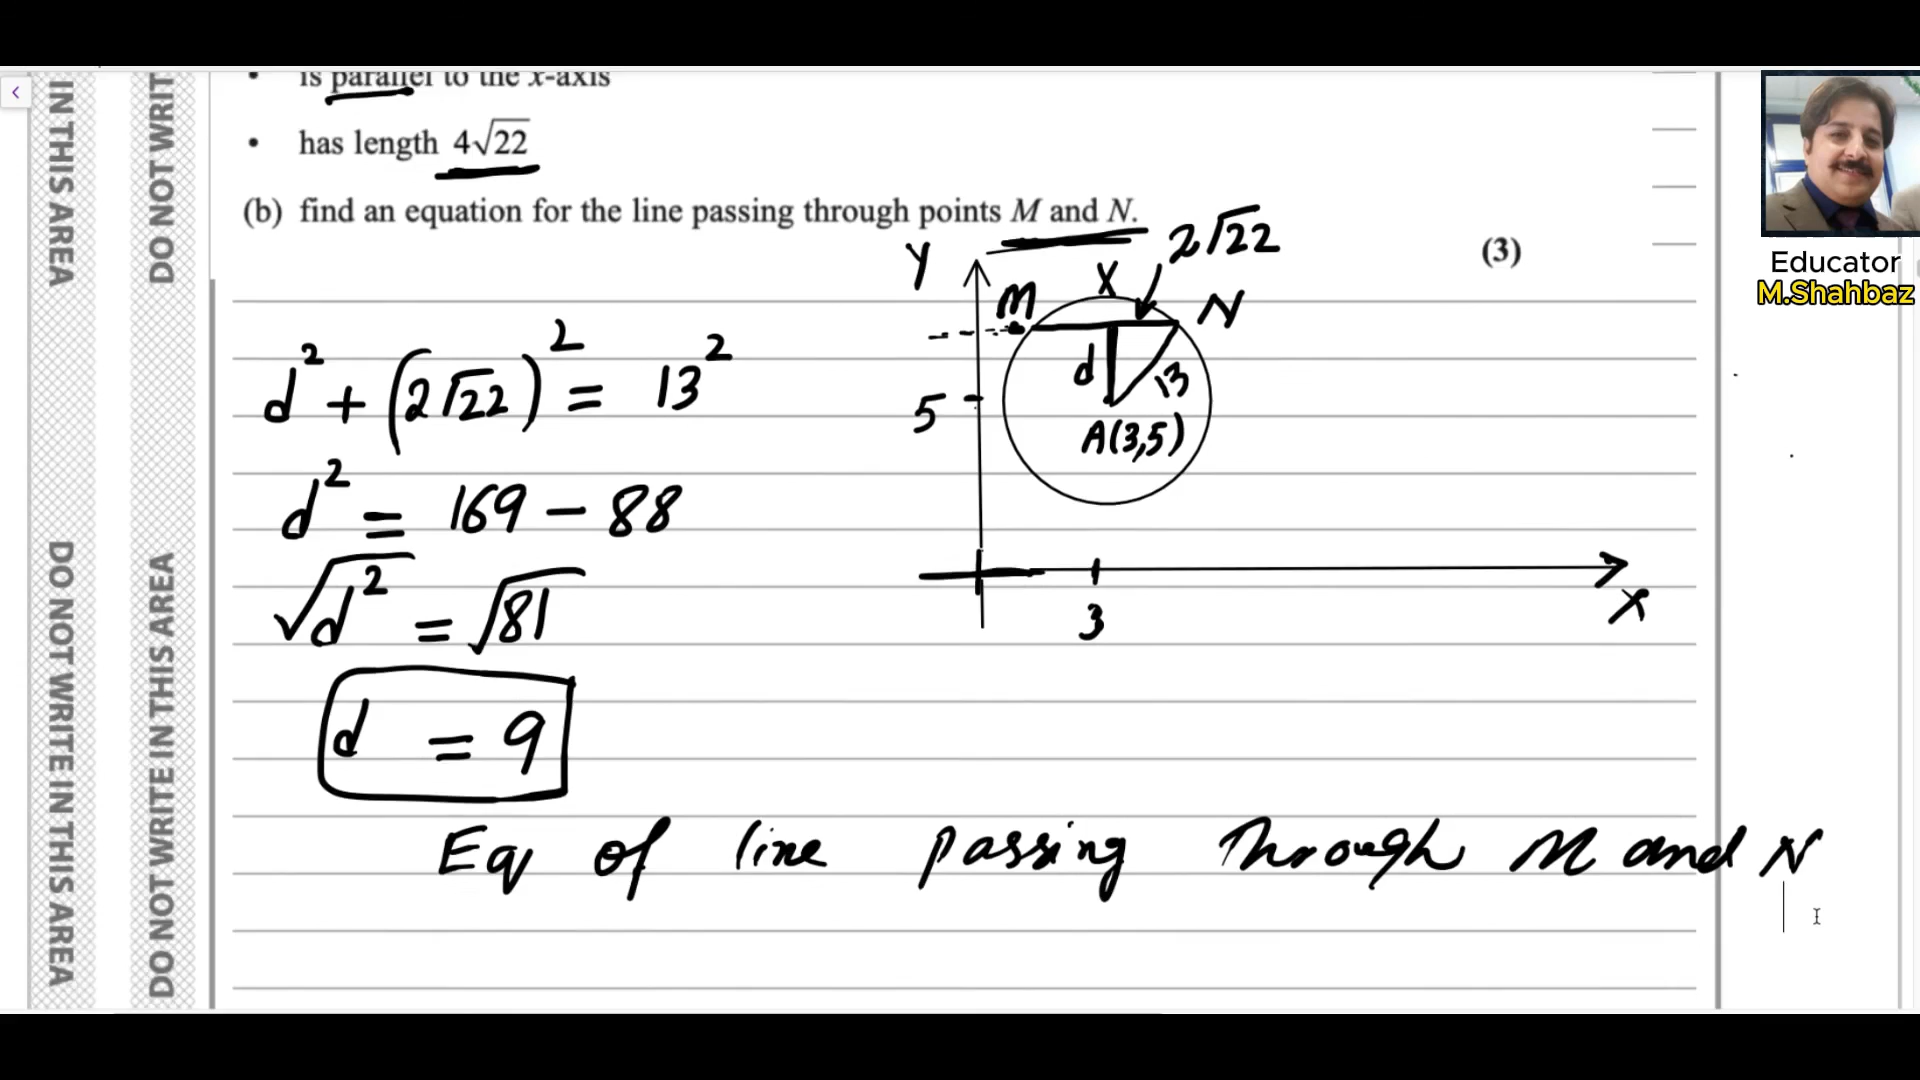 • is parallel to the x-axis
• has length 4√22
(b) find an equation for the line passing through points M and N.
(3)
IN THIS AREA
DO NOT WRIT
DO NOT WRITE IN THIS AREA
DO NOT WRITE IN THIS AREA
Educator
M.Shahbaz
Y
X
2√22
M
N
d
13
5
A(3,5)
3
X
d² + (2√22)² = 13²
d² = 169 - 88
√d² = √81
d = 9
Eq of line passing through M and N